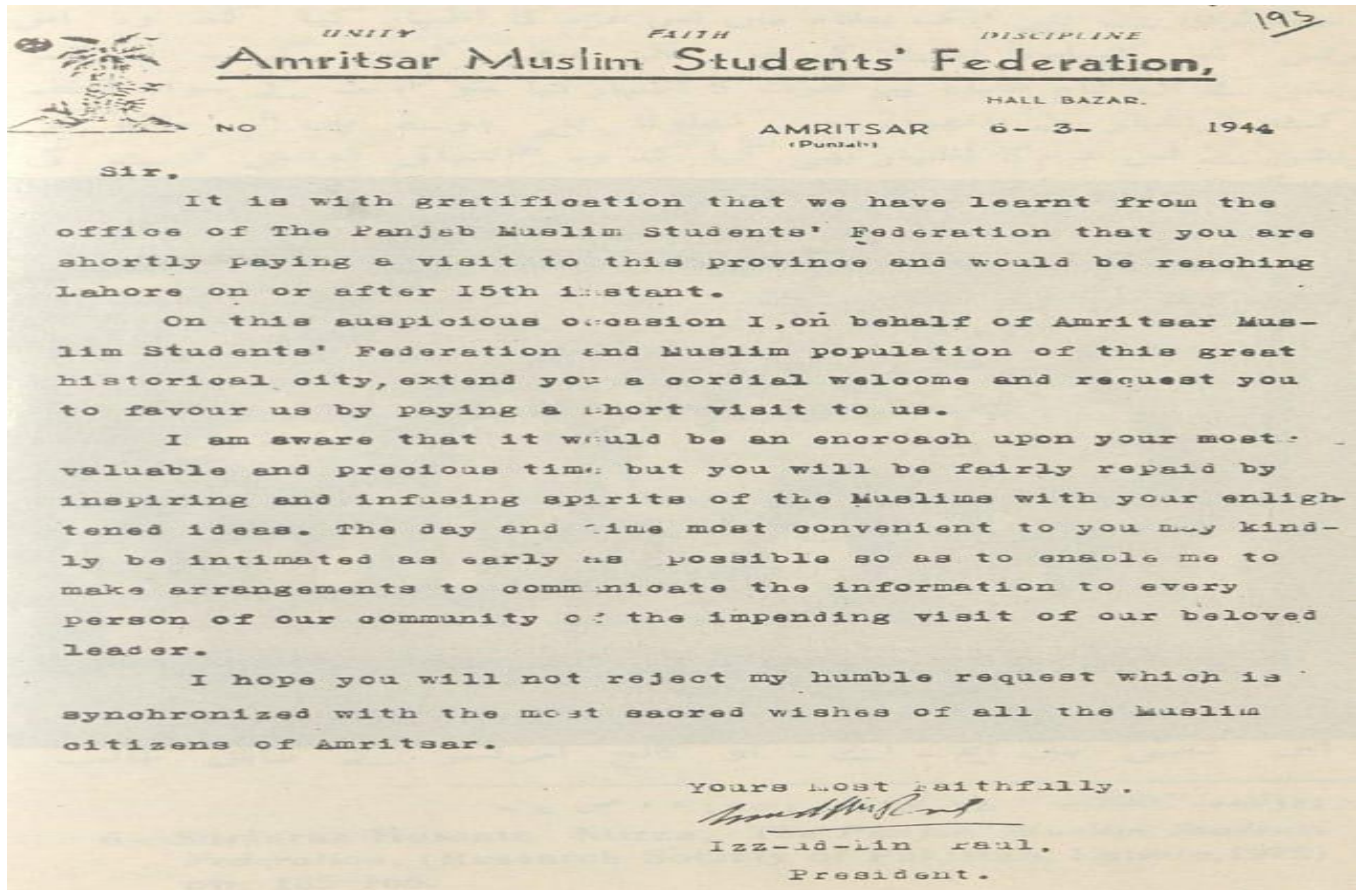 195
UNITY FAITH DISCIPLINE
Amritsar Muslim Students' Federation,
HALL BAZAR.
NO AMRITSAR 6-3- 1944
(Punjab)
Sir,
It is with gratification that we have learnt from the
office of The Panjab Muslim Students' Federation that you are
shortly paying a visit to this province and would be reaching
Lahore on or after I5th instant.
On this auspicious occasion I,on behalf of Amritsar Mus-
lim Students' Federation and Muslim population of this great
historical city,extend you a cordial welcome and request you
to favour us by paying a short visit to us.
I am aware that it would be an encroach upon your most
valuable and precious time but you will be fairly repaid by
inspiring and infusing spirits of the Muslims with your enligh-
tened ideas. The day and time most convenient to you may kind-
ly be intimated as early as possible so as to enable me to
make arrangements to communicate the information to every
person of our community of the impending visit of our beloved
leader.
I hope you will not reject my humble request which is
synchronized with the most sacred wishes of all the Muslim
citizens of Amritsar.
Yours most faithfully,
Izz-ud-Din Paul.
President.